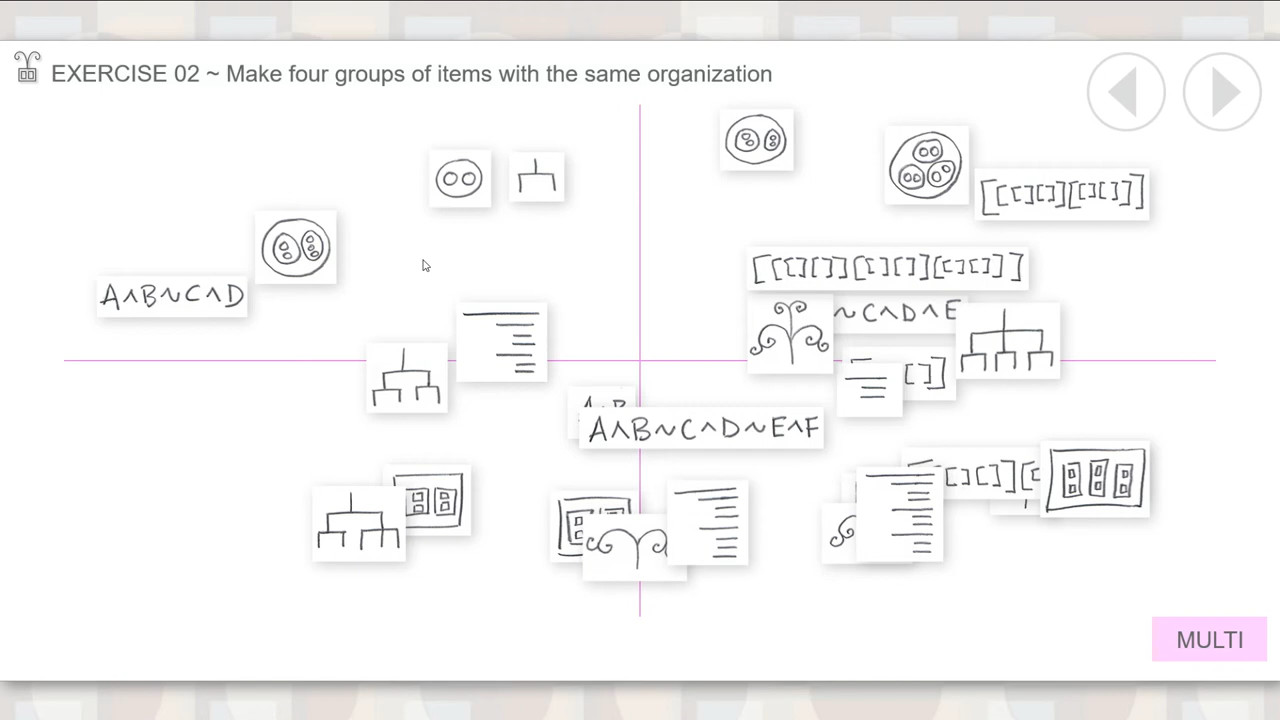 EXERCISE 02 ~ Make four groups of items with the same organization
[[[][]][[][]]]
A∧B~C∧D
[[[][]][[][]][[][]]]
~C∧D∧E
[]]
A∧B~C∧D~E∧F
MULTI